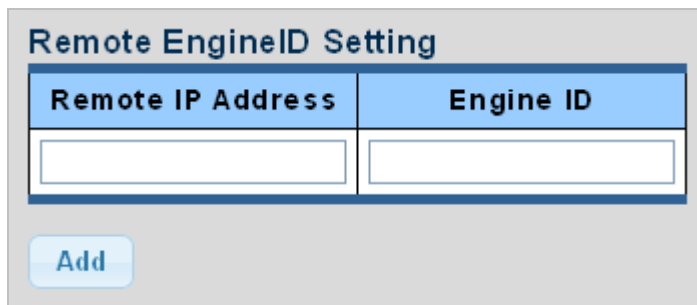 Remote EngineID Setting
Remote IP Address Engine ID
Add